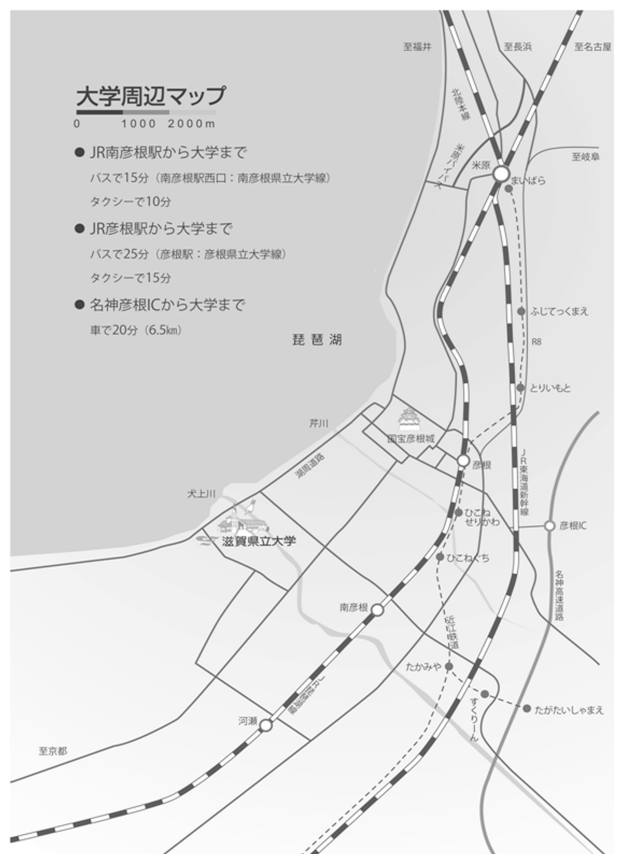 大学周辺マップ
0 1000 2000m
● JR南彦根駅から大学まで
バスで15分（南彦根駅西口：南彦根県立大学線）
タクシーで10分
● JR彦根駅から大学まで
バスで25分（彦根駅：彦根県立大学線）
タクシーで15分
● 名神彦根ICから大学まで
車で20分（6.5㎞）
至福井
至長浜
至名古屋
北陸本線
米原バイパス
米原
まいばら
至岐阜
ふじてっくまえ
R8
琵琶湖
とりいもと
芹川
国宝彦根城
彦根
湖周道路
JR東海道新幹線
犬上川
滋賀県立大学
ひこね
せりかわ
彦根IC
ひこねぐち
名神高速道路
南彦根
近江鉄道
たかみや
すくりーん
たがたいしゃまえ
河瀬
至京都